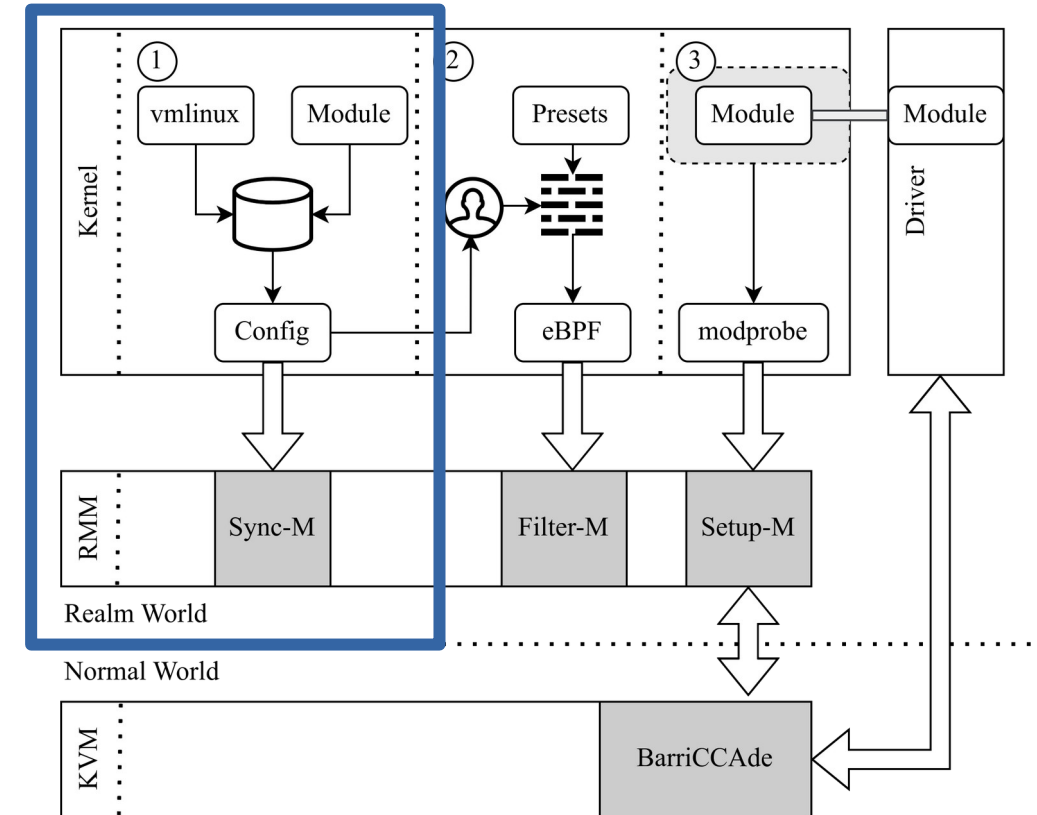 1
2
3
vmlinux
Module
Presets
Module
Module
Kernel
Driver
Config
eBPF
modprobe
RMM
Sync-M
Filter-M
Setup-M
Realm World
Normal World
KVM
BarriCCAde